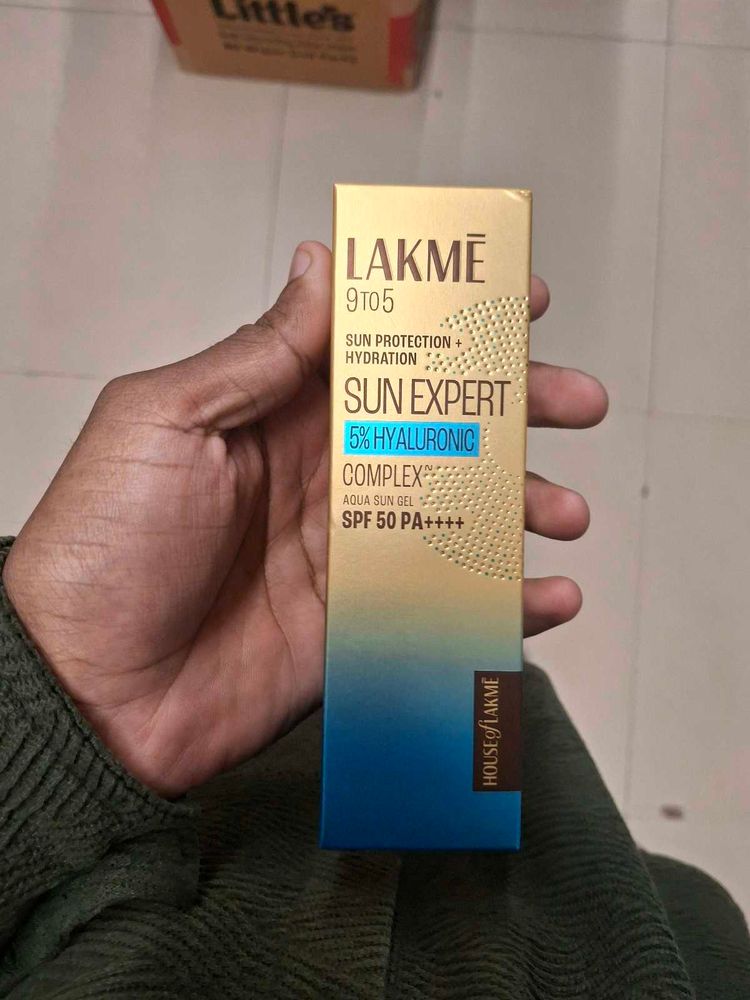 Little's
LAKMĒ
9TO5
SUN PROTECTION +
HYDRATION
SUN EXPERT
5% HYALURONIC
COMPLEX~
AQUA SUN GEL
SPF 50 PA++++
HOUSE of LAKMĒ